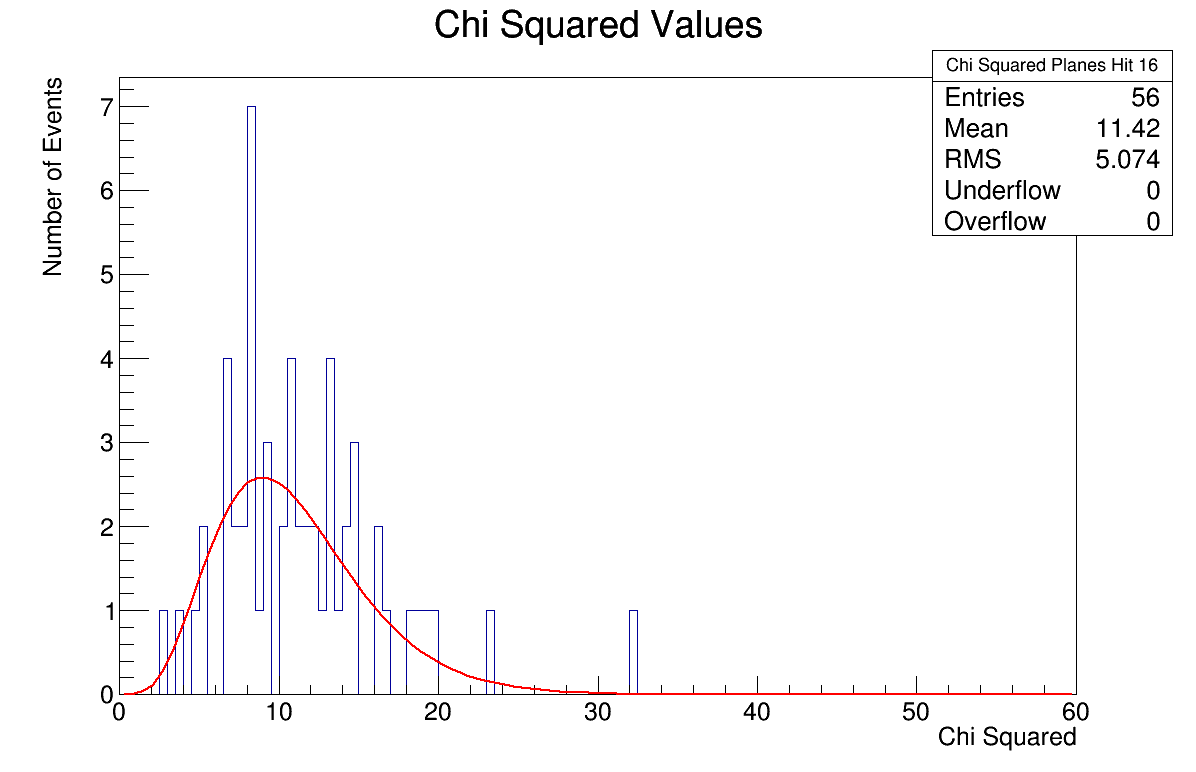 Chi Squared Values
Chi Squared Planes Hit 16
Entries 56
Mean 11.42
RMS 5.074
Underflow 0
Overflow 0
Number of Events
7
6
5
4
3
2
1
0
0 10 20 30 40 50 60
Chi Squared